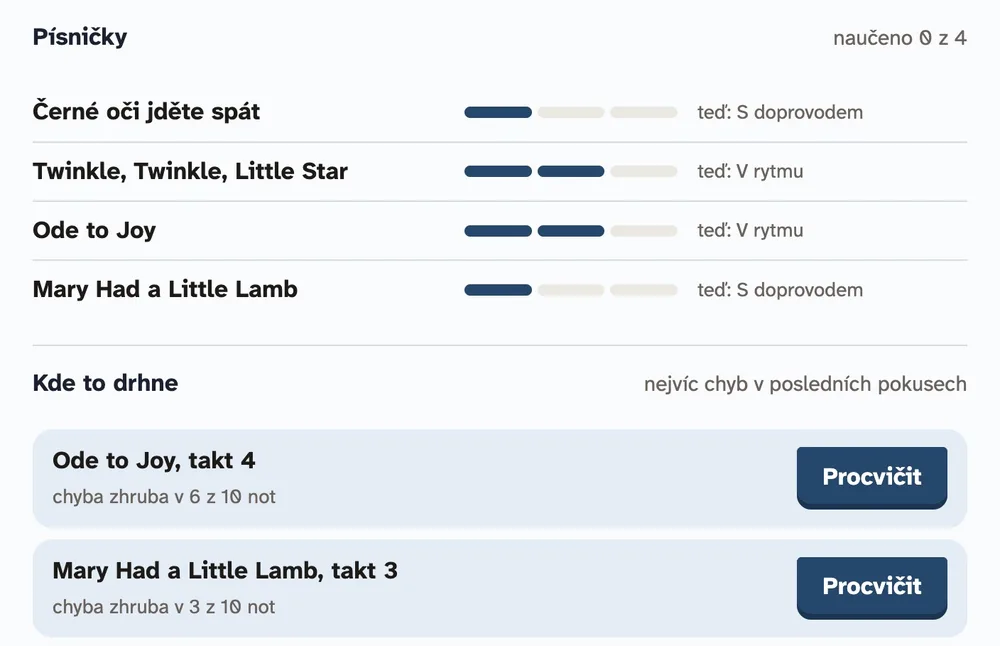 Písničky
naučeno 0 z 4
Černé oči jděte spát
teď: S doprovodem
Twinkle, Twinkle, Little Star
teď: V rytmu
Ode to Joy
teď: V rytmu
Mary Had a Little Lamb
teď: S doprovodem
Kde to drhne
nejvíc chyb v posledních pokusech
Ode to Joy, takt 4
chyba zhruba v 6 z 10 not
Procvičit
Mary Had a Little Lamb, takt 3
chyba zhruba v 3 z 10 not
Procvičit